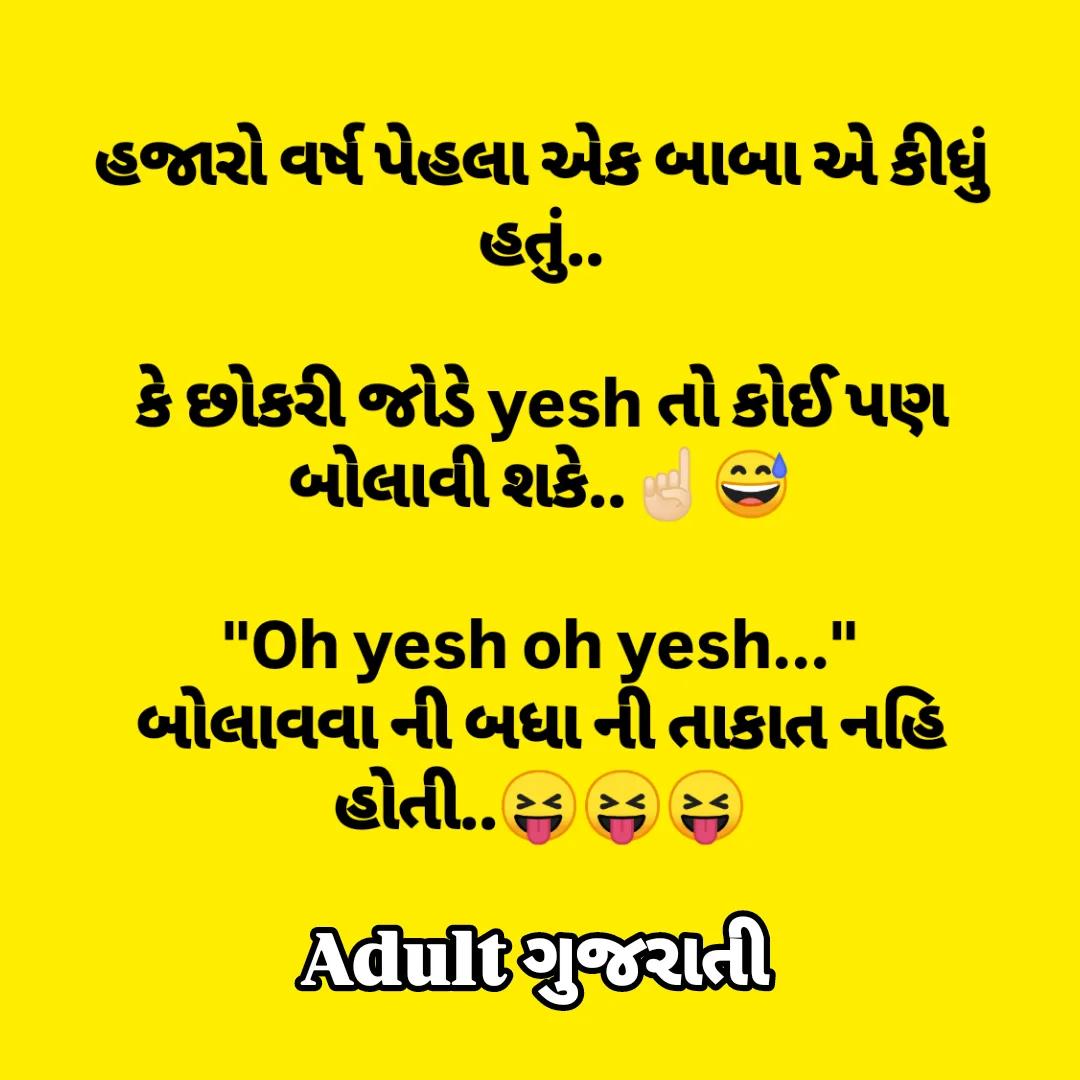 હજારો વર્ષ પેહલા એક બાબા એ કીધું
હતું..
કે છોકરી જોડે yesh તો કોઈ પણ
બોલાવી શકે..☝🏻😅
"Oh yesh oh yesh..."
બોલાવવા ની બધા ની તાકાત નહિ
હોતી..😝😝😝
Adult ગુજરાતી